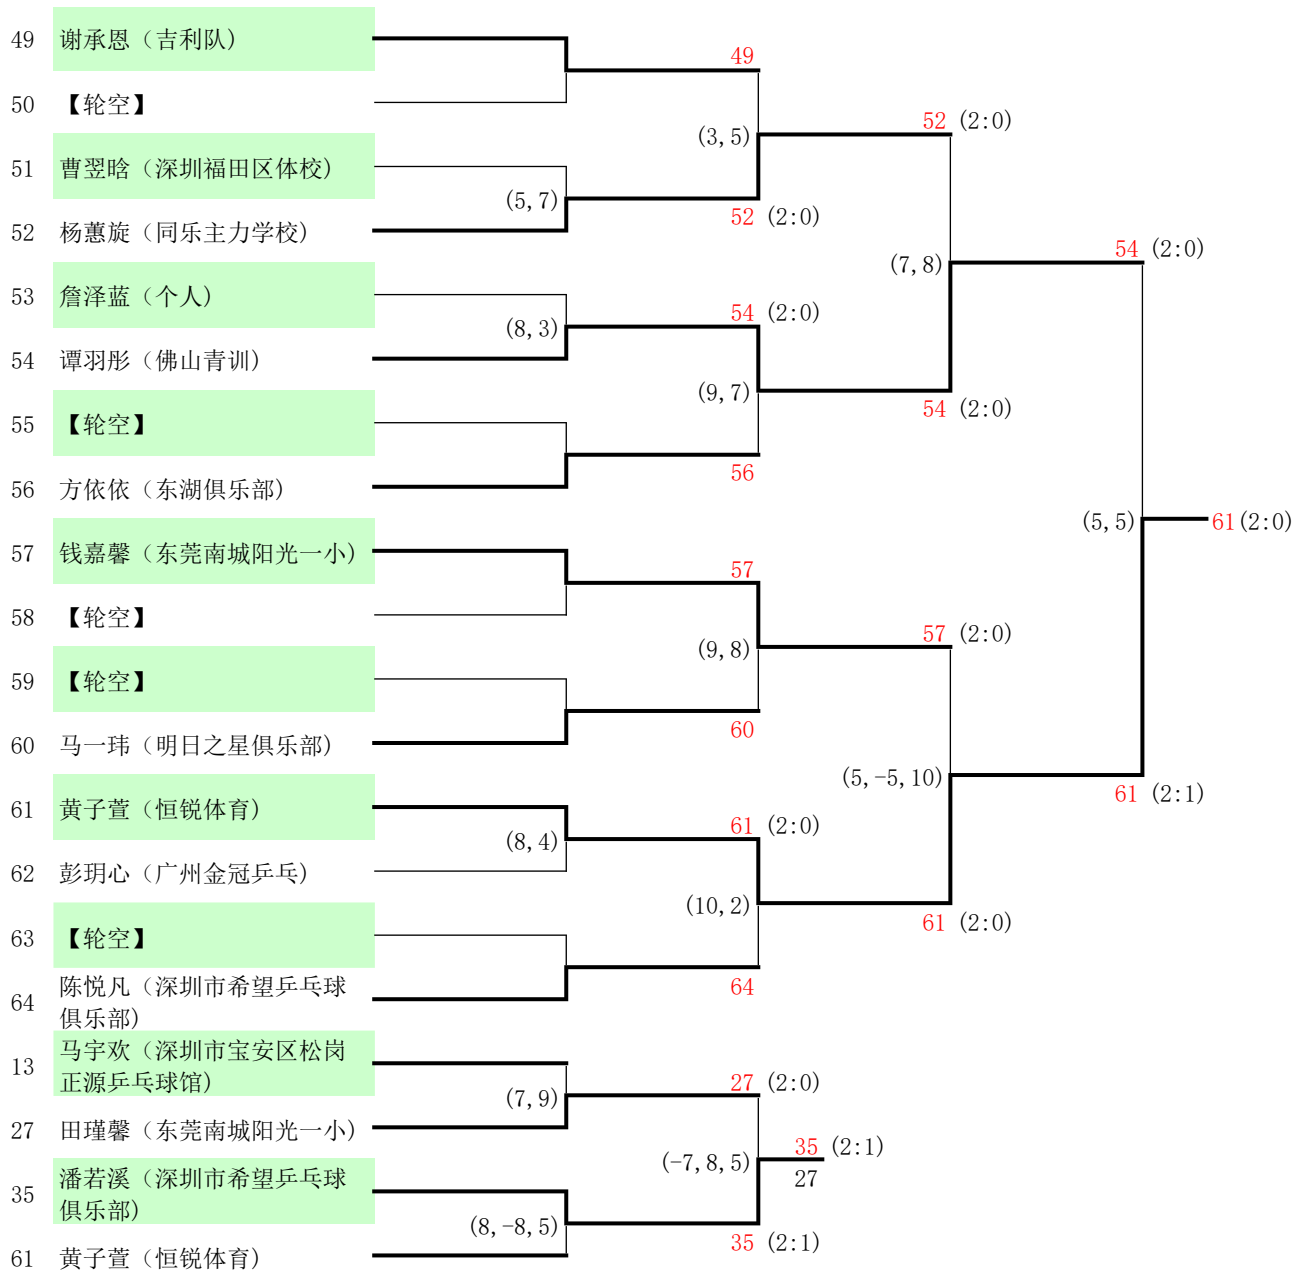 49 谢承恩（吉利队）
49
50 【轮空】
(3,5)
52 (2:0)
51 曹翌晗（深圳福田区体校）
(5,7)
52 (2:0)
52 杨蕙旋（同乐主力学校）
54 (2:0)
(7,8)
53 詹泽蓝（个人）
(8,3)
54 (2:0)
54 谭羽彤（佛山青训）
(9,7)
54 (2:0)
55 【轮空】
56
56 方依依（东湖俱乐部）
(5,5)
61(2:0)
57 钱嘉馨（东莞南城阳光一小）
57
58 【轮空】
(9,8)
57 (2:0)
59 【轮空】
60
60 马一玮（明日之星俱乐部）
(5,-5,10)
61 (2:1)
61 黄子萱（恒锐体育）
(8,4)
61 (2:0)
62 彭玥心（广州金冠乒乓）
(10,2)
61 (2:0)
63 【轮空】
64
64 陈悦凡（深圳市希望乒乓球
俱乐部）
13 马宇欢（深圳市宝安区松岗
正源乒乓球馆）
(7,9)
27 (2:0)
27 田瑾馨（东莞南城阳光一小）
(-7,8,5)
35 (2:1)
27
35 潘若溪（深圳市希望乒乓球
俱乐部）
(8,-8,5)
35 (2:1)
61 黄子萱（恒锐体育）